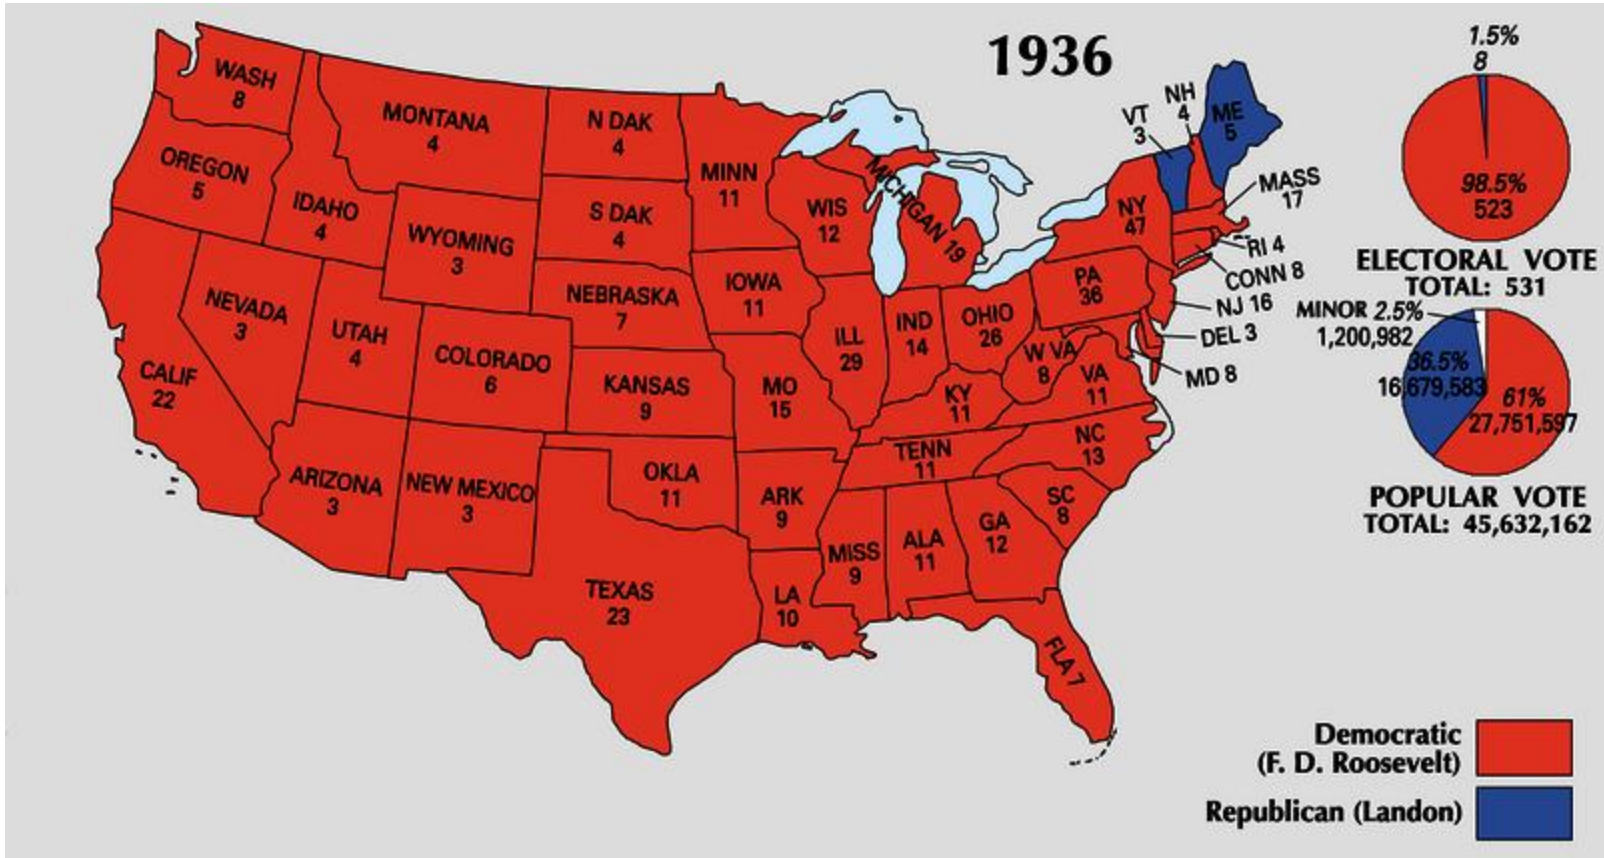 1936
WASH
8
OREGON
5
CALIF
22
IDAHO
4
NEVADA
3
MONTANA
4
WYOMING
3
UTAH
4
COLORADO
6
ARIZONA
3
NEW MEXICO
3
N DAK
4
S DAK
4
NEBRASKA
7
KANSAS
9
OKLA
11
TEXAS
23
MINN
11
IOWA
11
MO
15
ARK
9
LA
10
WIS
12
ILL
29
MICHIGAN 19
IND
14
OHIO
26
KY
11
TENN
11
MISS
9
ALA
11
GA
12
FLA 7
SC
8
NC
13
VA
11
W VA
8
PA
36
NY
47
VT
3
NH
4
ME
5
MASS
17
RI 4
CONN 8
NJ 16
DEL 3
MD 8
1.5%
8
98.5%
523
ELECTORAL VOTE
TOTAL: 531
MINOR 2.5%
1,200,982
36.5%
16,679,583
61%
27,751,597
POPULAR VOTE
TOTAL: 45,632,162
Democratic
(F. D. Roosevelt)
Republican (Landon)